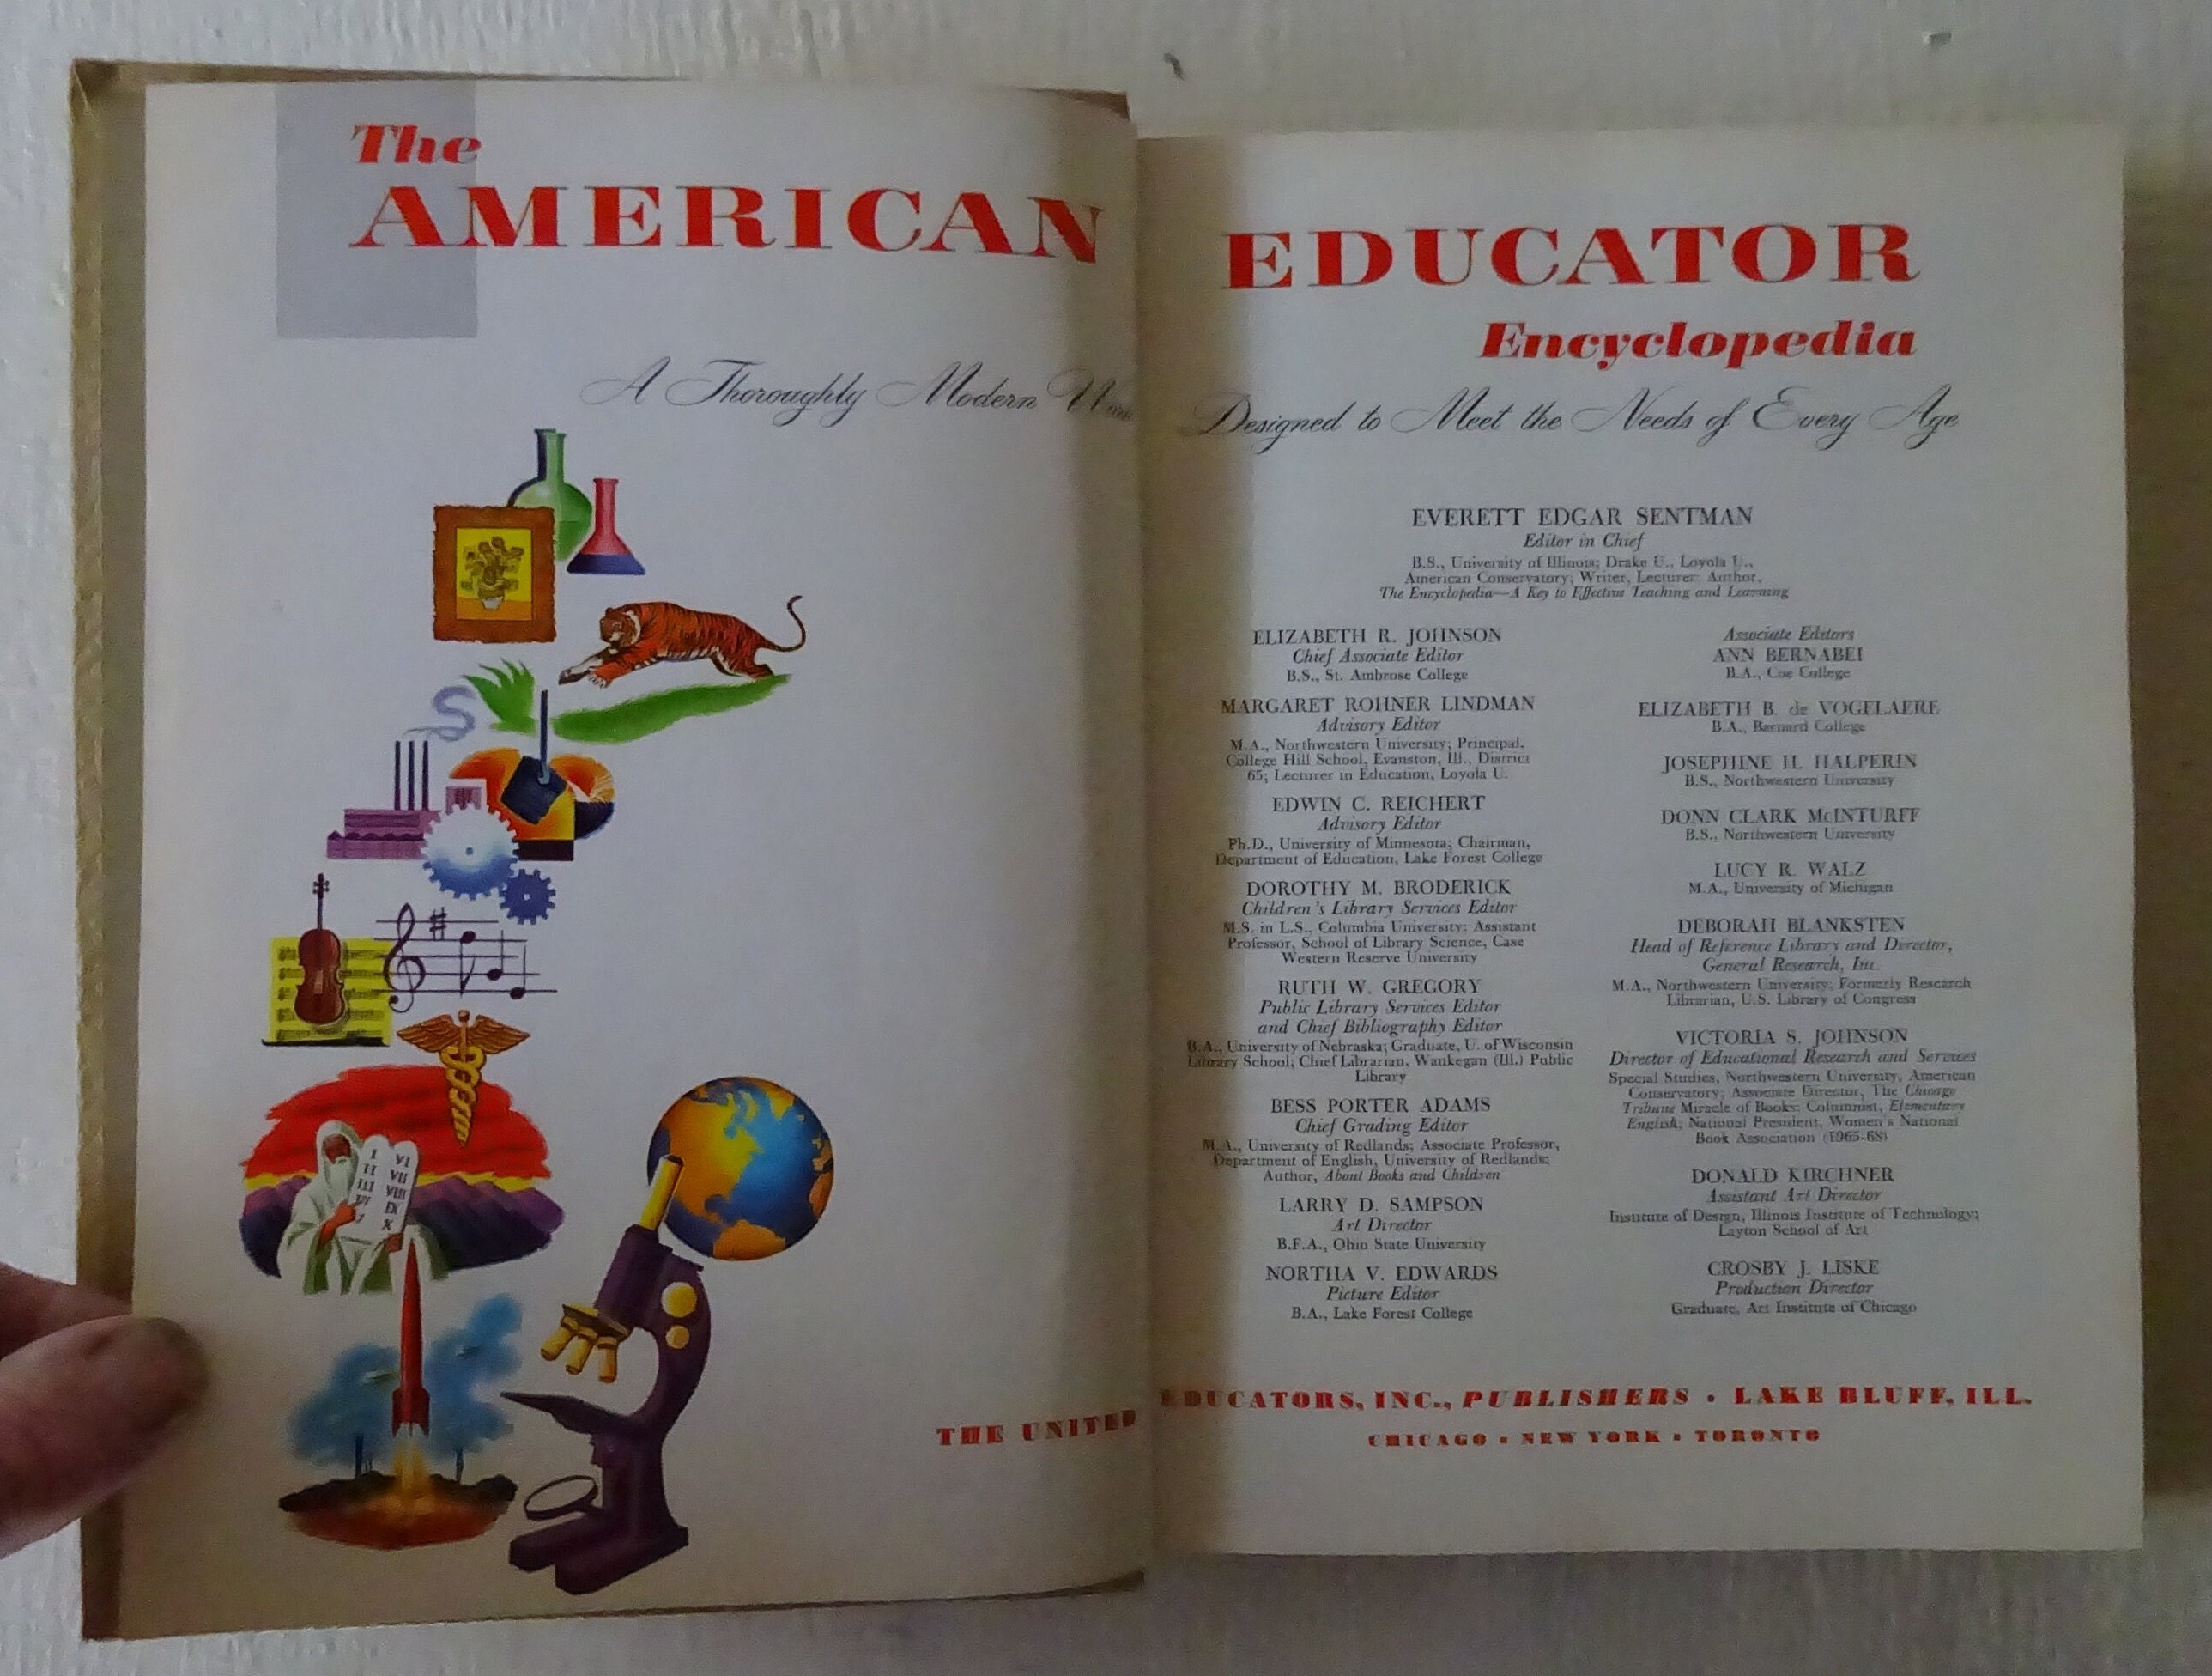 The
AMERICAN EDUCATOR
Encyclopedia
A Thoroughly Modern Work Designed to Meet the Needs of Every Age
EVERETT EDGAR SENTMAN
Editor in Chief
B.S., University of Illinois; Drake U., Loyola U.,
American Conservatory; Writer, Lecturer; Author,
The Encyclopedia—A Key to Effective Teaching and Learning
ELIZABETH R. JOHNSON
Chief Associate Editor
B.S., St. Ambrose College
MARGARET ROHNER LINDMAN
Advisory Editor
M.A., Northwestern University; Principal,
College Hill School, Evanston, Ill., District
65; Lecturer in Education, Loyola U.
EDWIN C. REICHERT
Advisory Editor
Ph.D., University of Minnesota; Chairman,
Department of Education, Lake Forest College
DOROTHY M. BRODERICK
Children's Library Services Editor
M.S. in L.S., Columbia University; Assistant
Professor, School of Library Science, Case
Western Reserve University
RUTH W. GREGORY
Public Library Services Editor
and Chief Bibliography Editor
B.A., University of Nebraska; Graduate, U. of Wisconsin
Library School; Chief Librarian, Waukegan (Ill.) Public
Library
BESS PORTER ADAMS
Chief Grading Editor
M.A., University of Redlands; Associate Professor,
Department of English, University of Redlands;
Author, About Books and Children
LARRY D. SAMPSON
Art Director
B.F.A., Ohio State University
NORTHA V. EDWARDS
Picture Editor
B.A., Lake Forest College
Associate Editors
ANN BERNABEI
B.A., Coe College
ELIZABETH B. de VOGELAERE
B.A., Barnard College
JOSEPHINE H. HALPERIN
B.S., Northwestern University
DONN CLARK McINTURFF
B.S., Northwestern University
LUCY R. WALZ
M.A., University of Michigan
DEBORAH BLANKSTEN
Head of Reference Library and Director,
General Research, Inc.
M.A., Northwestern University; Formerly Research
Librarian, U.S. Library of Congress
VICTORIA S. JOHNSON
Director of Educational Research and Services
Special Studies, Northwestern University, American
Conservatory; Associate Director, The Chicago
Tribune Miracle of Books; Columnist, Elementary
English; National President, Women's National
Book Association (1965-68)
DONALD KIRCHNER
Assistant Art Director
Institute of Design, Illinois Institute of Technology;
Layton School of Art
CROSBY J. LISKE
Production Director
Graduate, Art Institute of Chicago
THE UNITED EDUCATORS, INC., PUBLISHERS • LAKE BLUFF, ILL.
CHICAGO • NEW YORK • TORONTO
I VI
II VII
III VIII
IV IX
V X